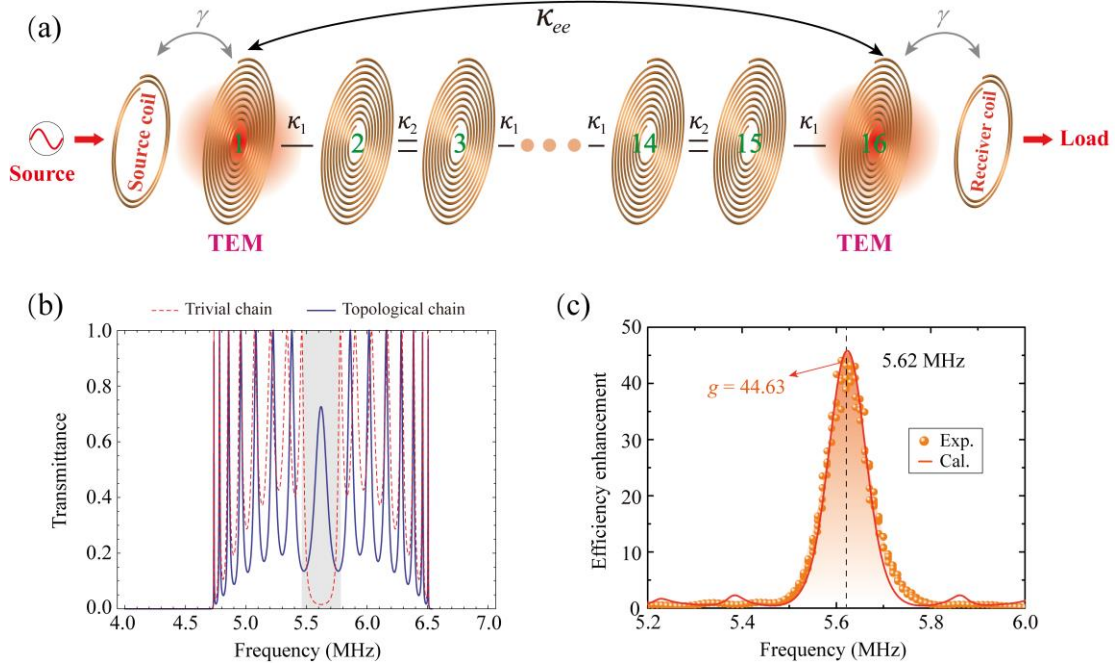 (a)
γ
κee
γ
Source coil
1
κ1
2
κ2
3
κ1
κ1
14
κ2
15
κ1
16
Receiver coil
Source
Load
TEM
TEM
(b)
Trivial chain
Topological chain
Transmittance
1.0
0.8
0.6
0.4
0.2
0.0
4.0
4.5
5.0
5.5
6.0
6.5
7.0
Frequency (MHz)
(c)
Efficiency enhancement
50
40
30
20
10
0
g = 44.63
5.62 MHz
Exp.
Cal.
5.2
5.4
5.6
5.8
6.0
Frequency (MHz)